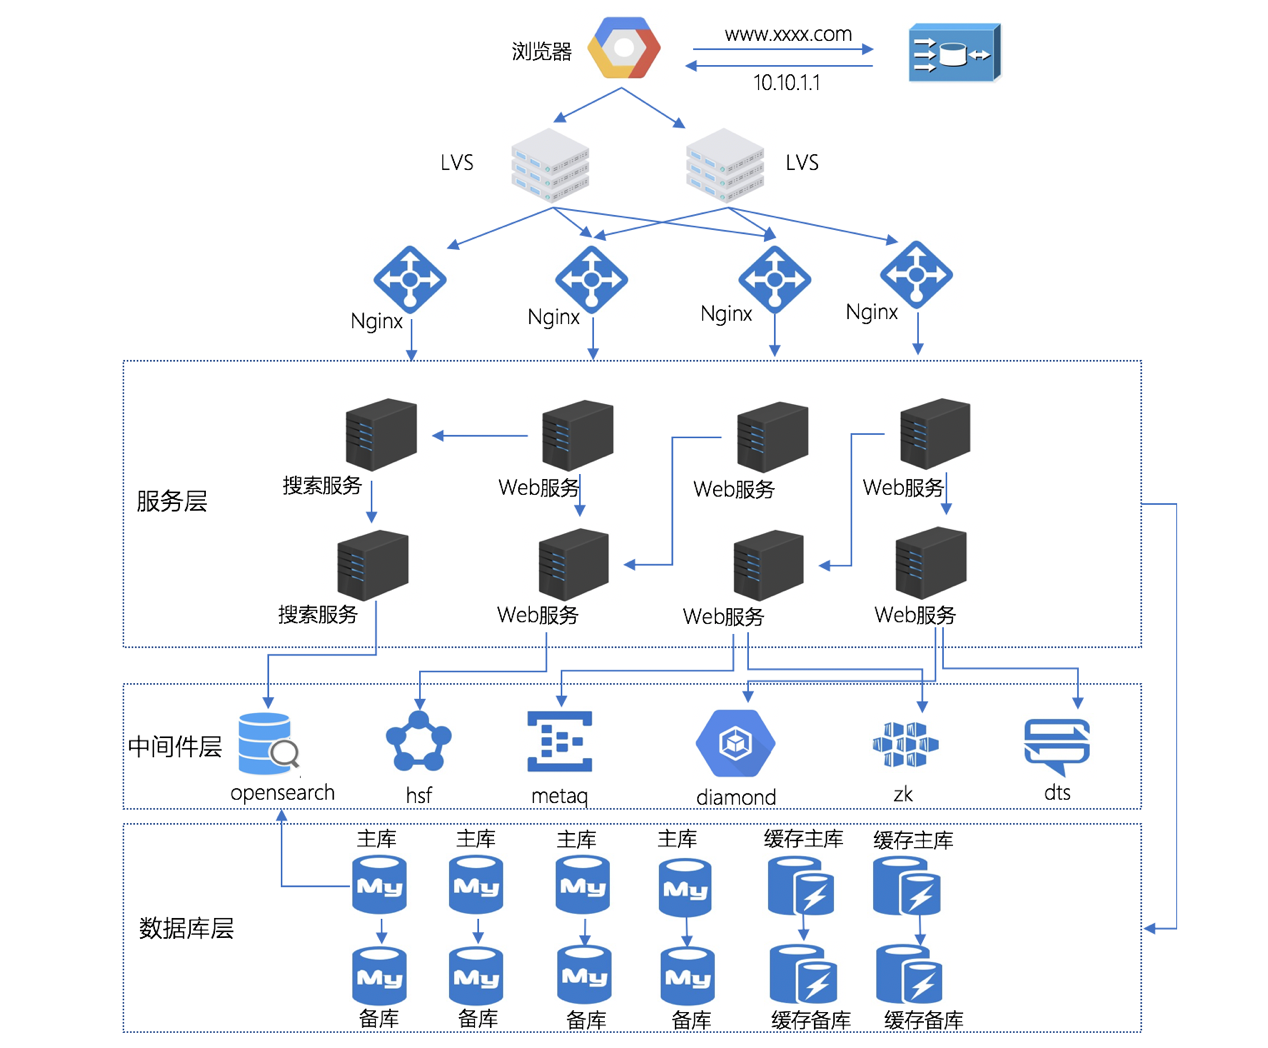 www.xxxx.com
浏览器
10.10.1.1
LVS
LVS
Nginx
Nginx
Nginx
Nginx
服务层
搜索服务
Web服务
Web服务
Web服务
搜索服务
Web服务
Web服务
Web服务
中间件层
opensearch
hsf
metaq
diamond
zk
dts
数据库层
主库
主库
主库
主库
缓存主库
缓存主库
My
My
My
My
My
My
My
My
备库
备库
备库
备库
缓存备库
缓存备库